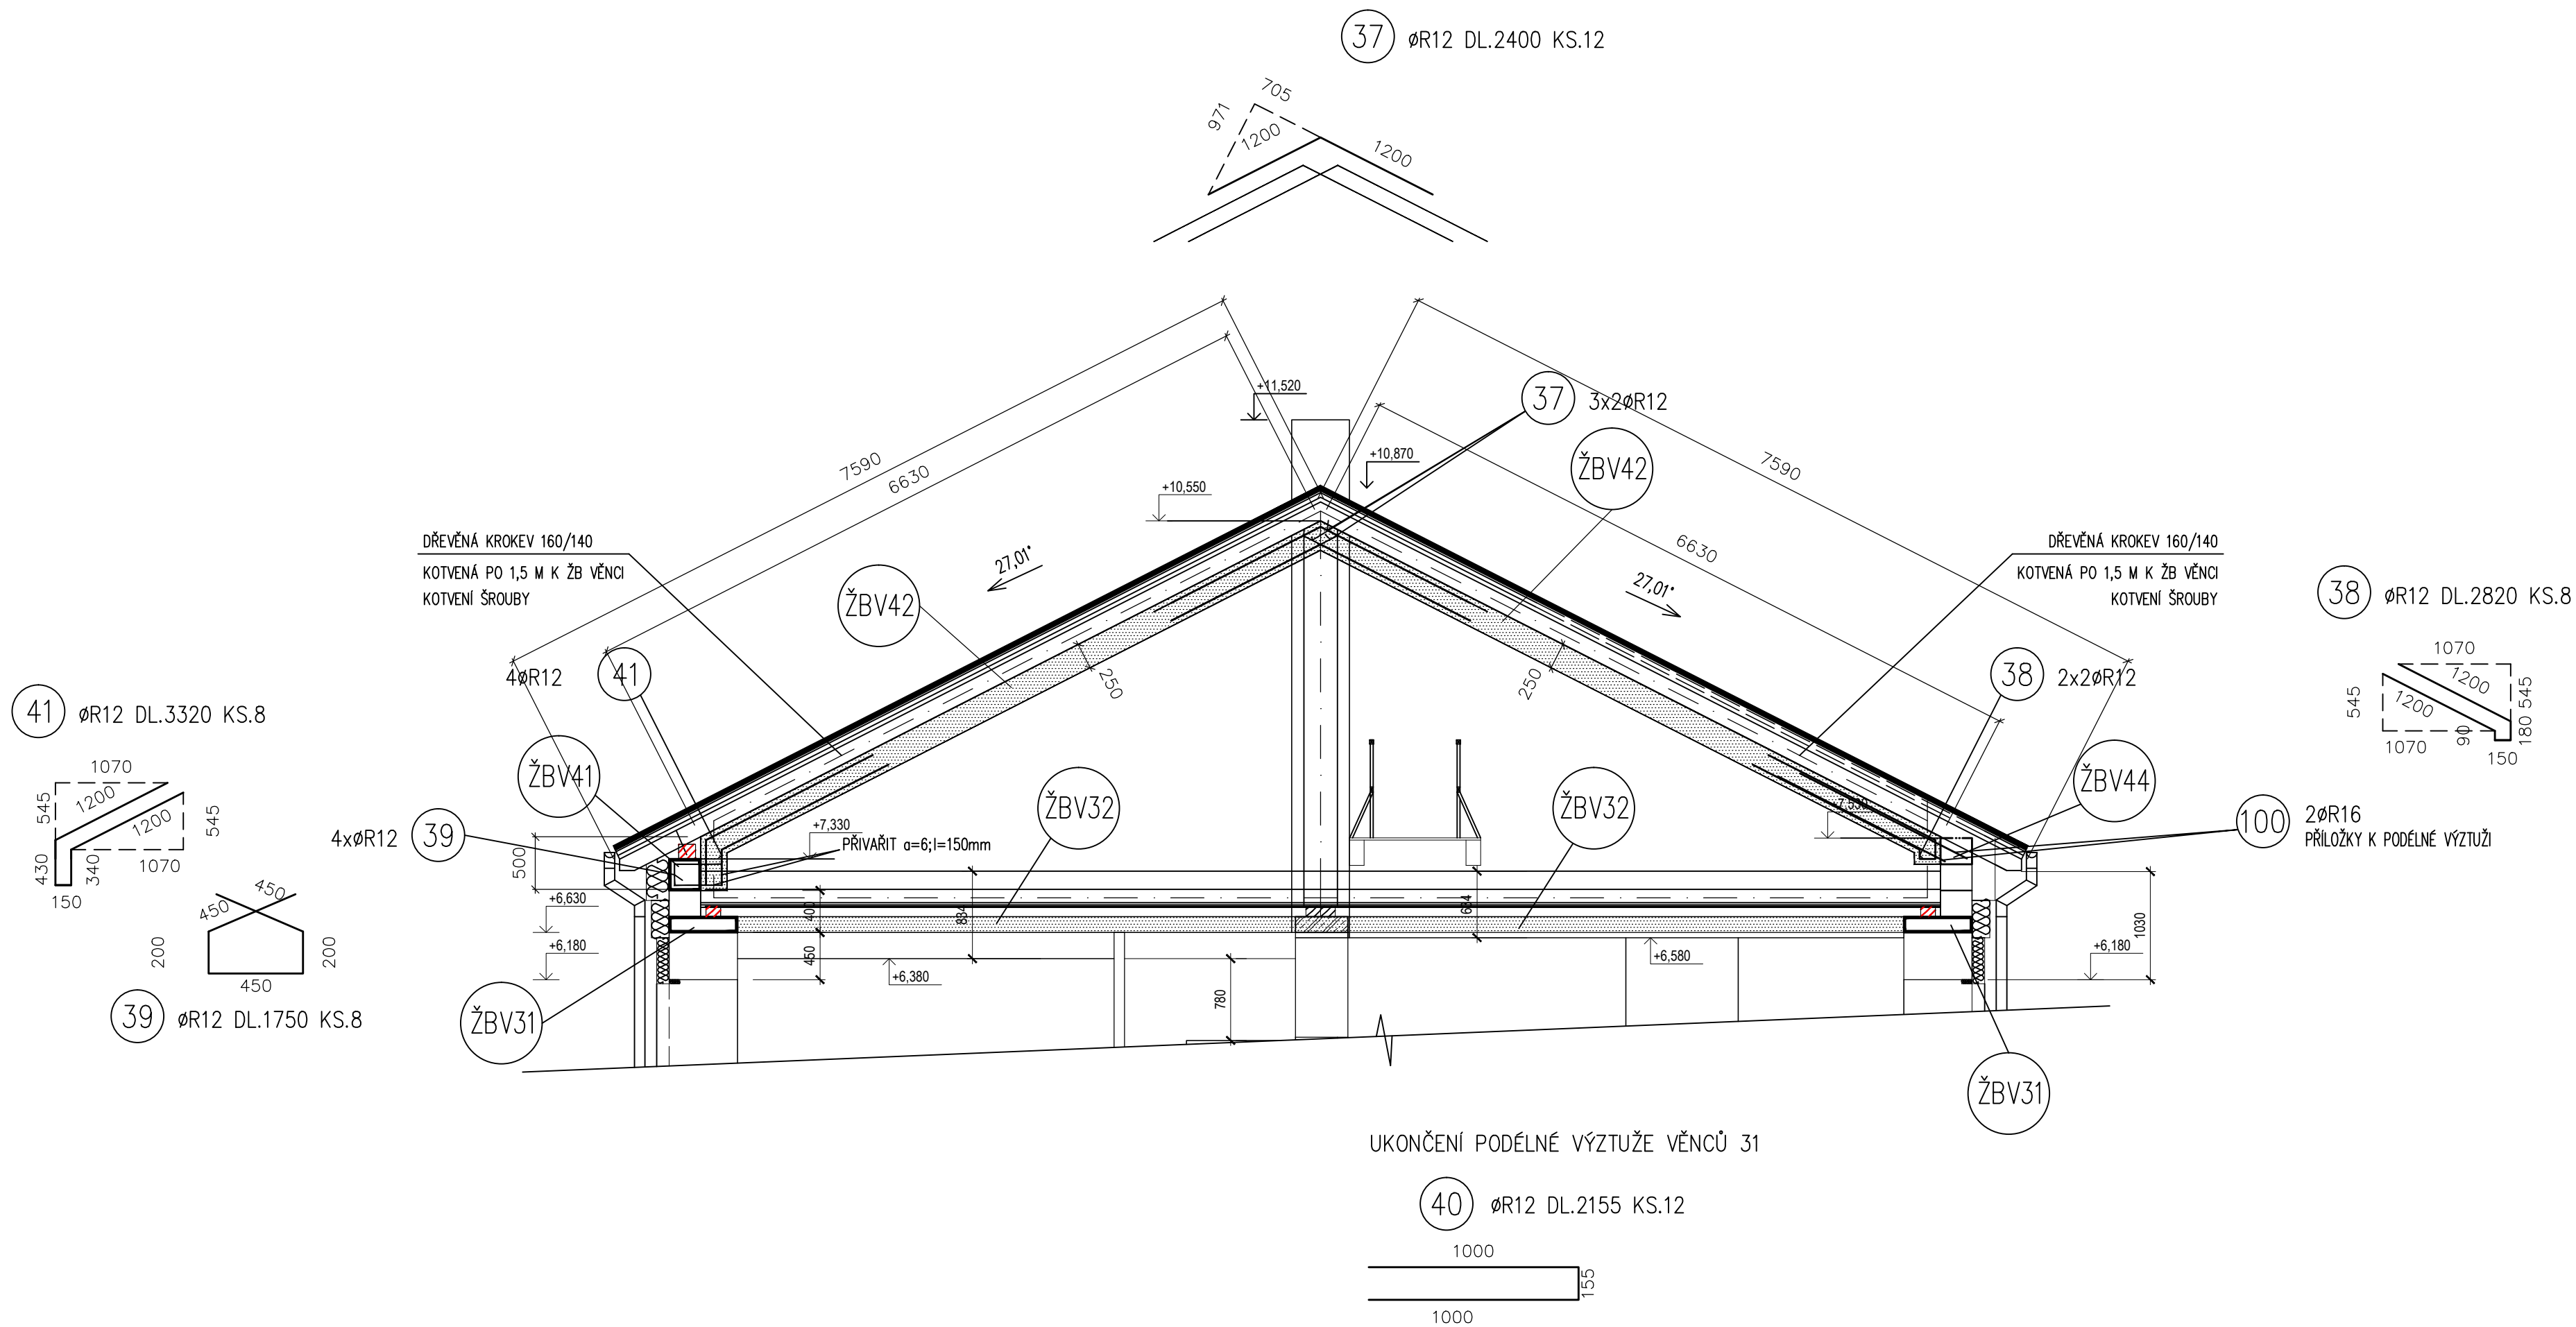 37 øR12 DL.2400 KS.12
705
971
1200
1200
+11,520
37 3x2øR12
7590
6630
+10,870
ŽBV42
7590
+10,550
6630
DŘEVĚNÁ KROKEV 160/140
KOTVENÁ PO 1,5 M K ŽB VĚNCI
KOTVENÍ ŠROUBY
27,01°
ŽBV42
27,01°
DŘEVĚNÁ KROKEV 160/140
KOTVENÁ PO 1,5 M K ŽB VĚNCI
KOTVENÍ ŠROUBY
38 øR12 DL.2820 KS.8
1070
1200
545
545
1200
1070
90
180
150
4øR12 41
250
250
38 2x2øR12
41 øR12 DL.3320 KS.8
1070
1200
545
1200
545
430
340
1070
150
ŽBV41
ŽBV32
ŽBV32
ŽBV44
+7,530
100 2øR16
PŘÍLOŽKY K PODÉLNÉ VÝZTUŽI
4xøR12 39
500
+7,330
PŘIVAŘIT a=6;l=150mm
450
450
200
200
450
39 øR12 DL.1750 KS.8
+6,630
+6,180
400
450
884
+6,380
780
+6,580
1030
+6,180
ŽBV31
ŽBV31
UKONČENÍ PODÉLNÉ VÝZTUŽE VĚNCŮ 31
40 øR12 DL.2155 KS.12
1000
155
1000